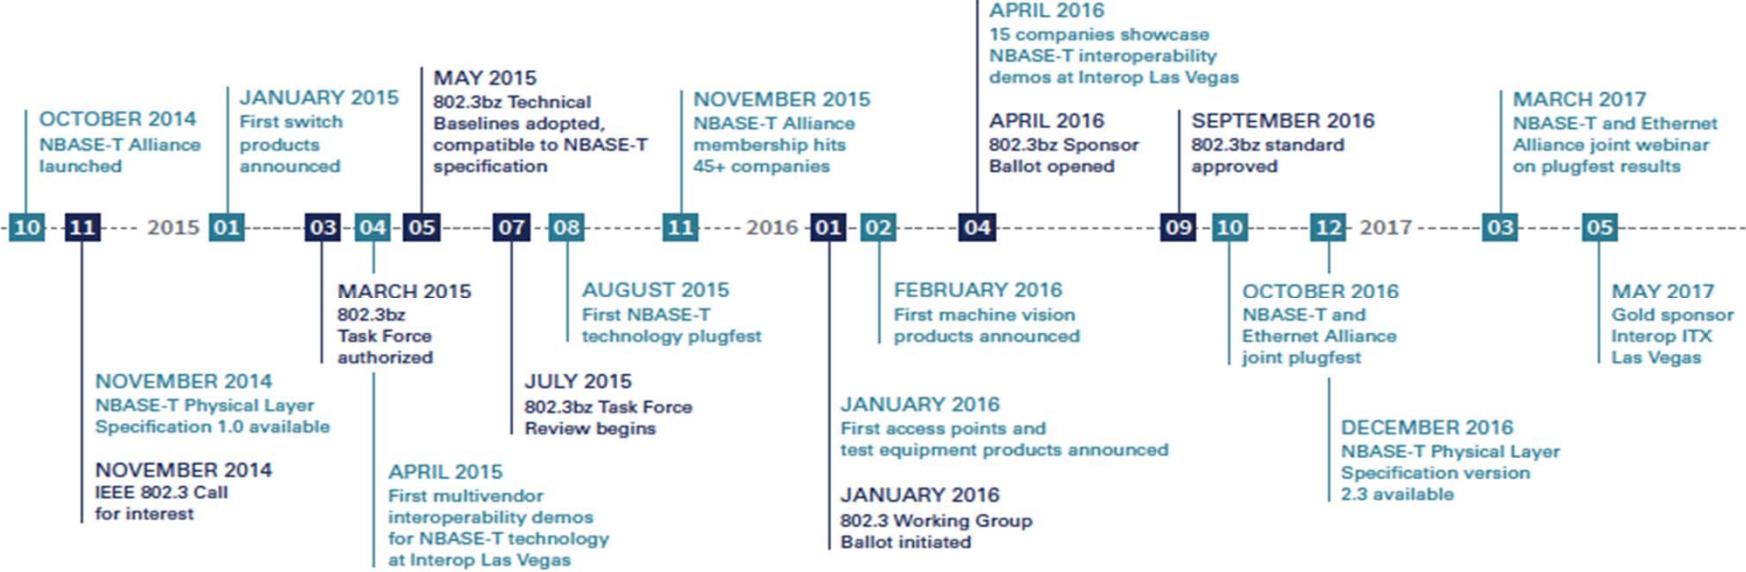 APRIL 2016
15 companies showcase
NBASE-T interoperability
demos at Interop Las Vegas
APRIL 2016
802.3bz Sponsor
Ballot opened
MAY 2015
802.3bz Technical
Baselines adopted,
compatible to NBASE-T
specification
JANUARY 2015
First switch
products
announced
OCTOBER 2014
NBASE-T Alliance
launched
NOVEMBER 2015
NBASE-T Alliance
membership hits
45+ companies
SEPTEMBER 2016
802.3bz standard
approved
MARCH 2017
NBASE-T and Ethernet
Alliance joint webinar
on plugfest results
10 11 2015 01 03 04 05 07 08 11 2016 01 02 04 09 10 12 2017 03 05
MARCH 2015
802.3bz
Task Force
authorized
AUGUST 2015
First NBASE-T
technology plugfest
FEBRUARY 2016
First machine vision
products announced
OCTOBER 2016
NBASE-T and
Ethernet Alliance
joint plugfest
MAY 2017
Gold sponsor
Interop ITX
Las Vegas
NOVEMBER 2014
NBASE-T Physical Layer
Specification 1.0 available
NOVEMBER 2014
IEEE 802.3 Call
for interest
JULY 2015
802.3bz Task Force
Review begins
APRIL 2015
First multivendor
interoperability demos
for NBASE-T technology
at Interop Las Vegas
JANUARY 2016
First access points and
test equipment products announced
JANUARY 2016
802.3 Working Group
Ballot initiated
DECEMBER 2016
NBASE-T Physical Layer
Specification version
2.3 available